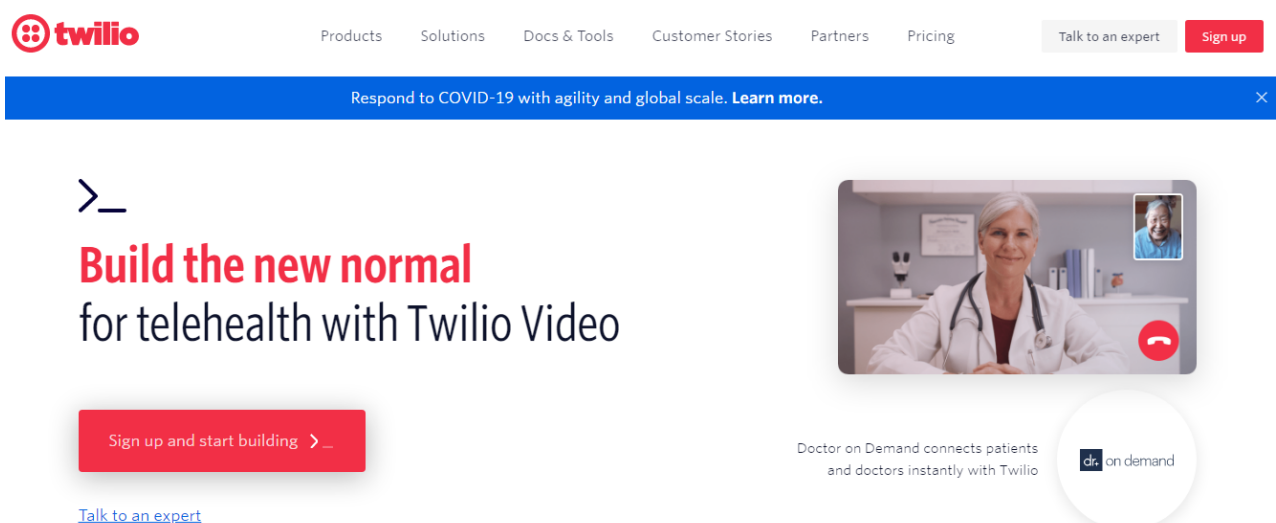 twilio
Products Solutions Docs & Tools Customer Stories Partners Pricing Talk to an expert Sign up
Respond to COVID-19 with agility and global scale. Learn more.
>_
Build the new normal
for telehealth with Twilio Video
Sign up and start building >_
Talk to an expert
Doctor on Demand connects patients
and doctors instantly with Twilio
dr+ on demand